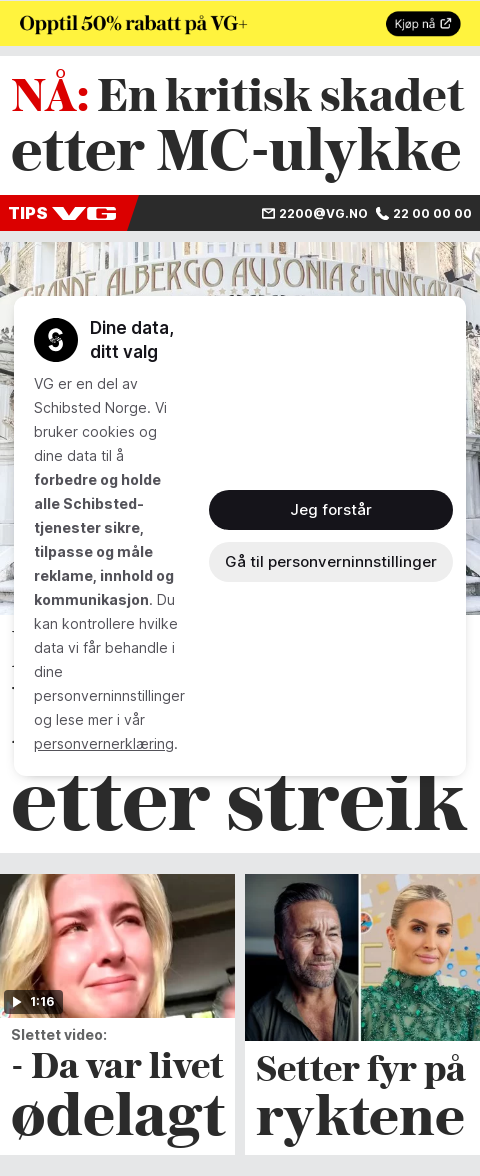 Opptil 50% rabatt på VG+
Kjøp nå
NÅ: En kritisk skadet
etter MC-ulykke
TIPS VG
2200@VG.NO 22 00 00 00
GRANDE ALBERGO AUSONIA & HUNGARIA
Dine data,
ditt valg
VG er en del av
Schibsted Norge. Vi
bruker cookies og
dine data til å
forbedre og holde
alle Schibsted-
tjenester sikre,
tilpasse og måle
reklame, innhold og
kommunikasjon. Du
kan kontrollere hvilke
data vi får behandle i
dine
personverninnstillinger
og lese mer i vår
personvernerklæring.
Jeg forstår
Gå til personverninnstillinger
etter streik
1:16
Slettet video:
- Da var livet
ødelagt
Setter fyr på
ryktene